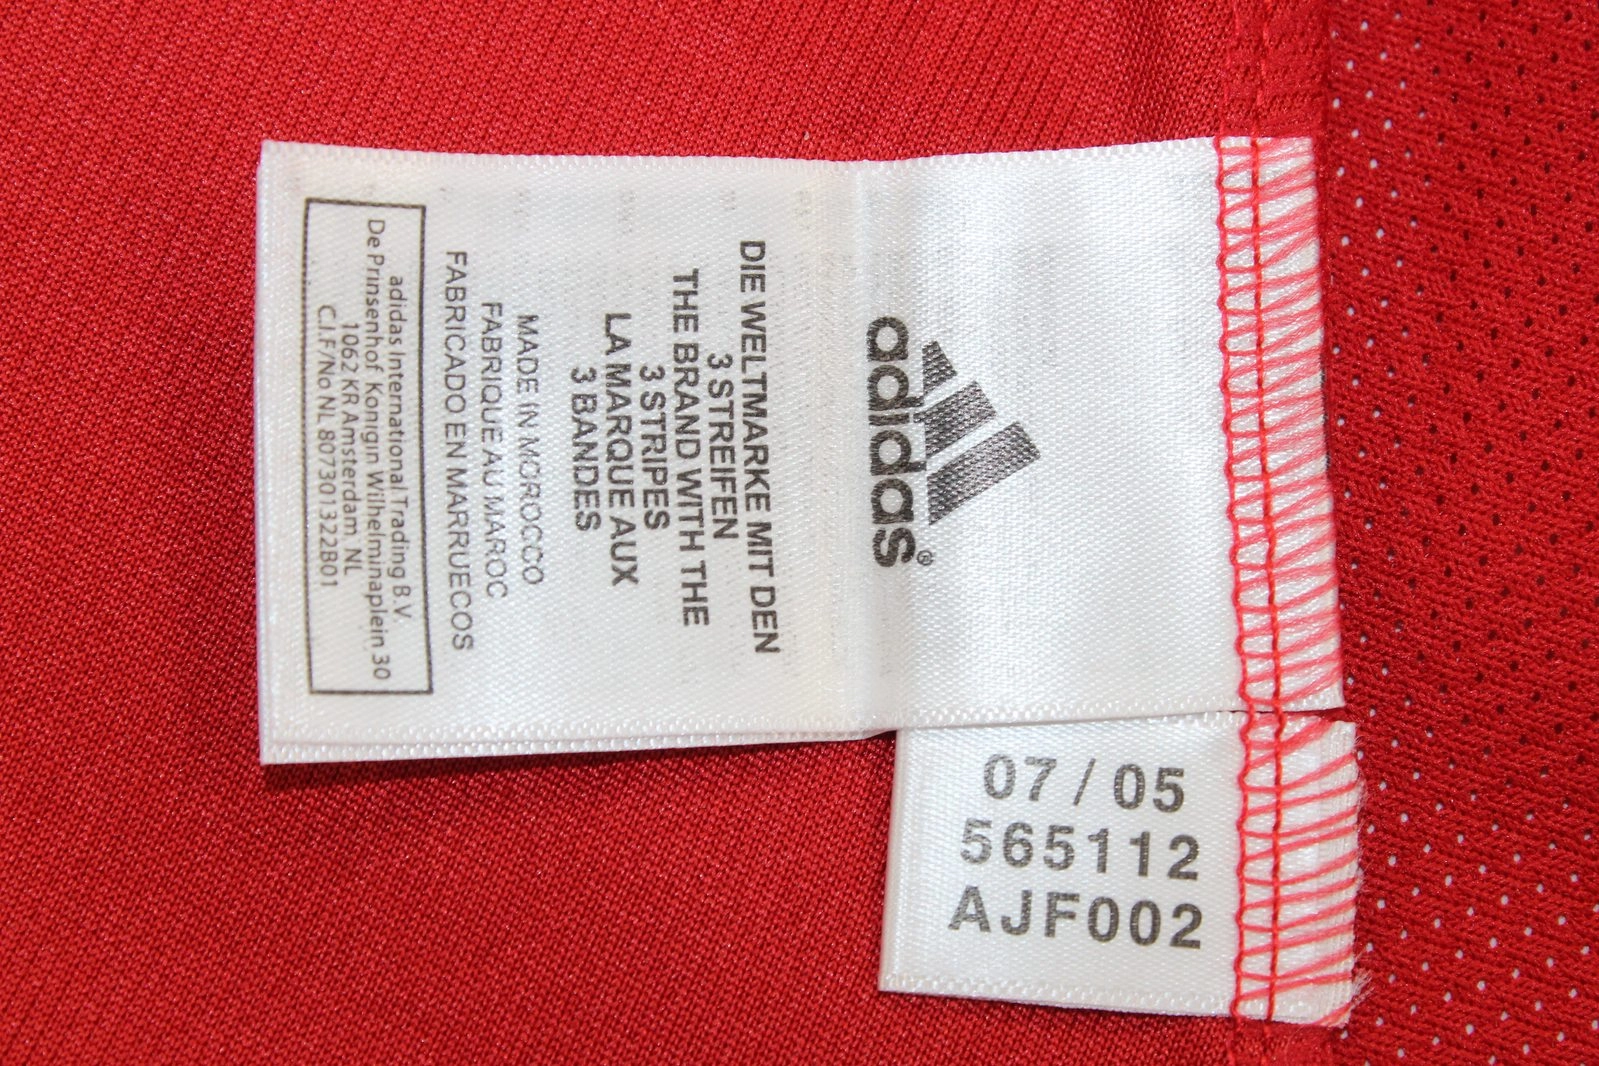 adidas®
DIE WELTMARKE MIT DEN
3 STREIFEN
THE BRAND WITH THE
3 STRIPES
LA MARQUE AUX
3 BANDES
MADE IN MOROCCO
FABRIQUE AU MAROC
FABRICADO EN MARRUECOS
adidas International Trading B.V.
De Prinsenhof Konigin Wilhelminaplein 30
1062 KR Amsterdam NL
C.I.F/No NL 807301322B01
07 / 05
565112
AJF002